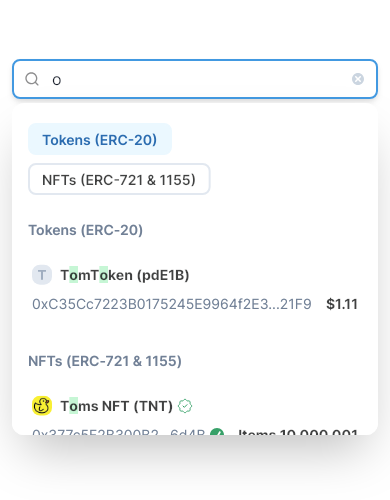 o
Tokens (ERC-20)
NFTs (ERC-721 & 1155)
Tokens (ERC-20)
T TomToken (pdE1B)
0xC35Cc7223B0175245E9964f2E3...21F9 $1.11
NFTs (ERC-721 & 1155)
Toms NFT (TNT)
0x377c5F2B300B2...6d4B Items 10,000,001